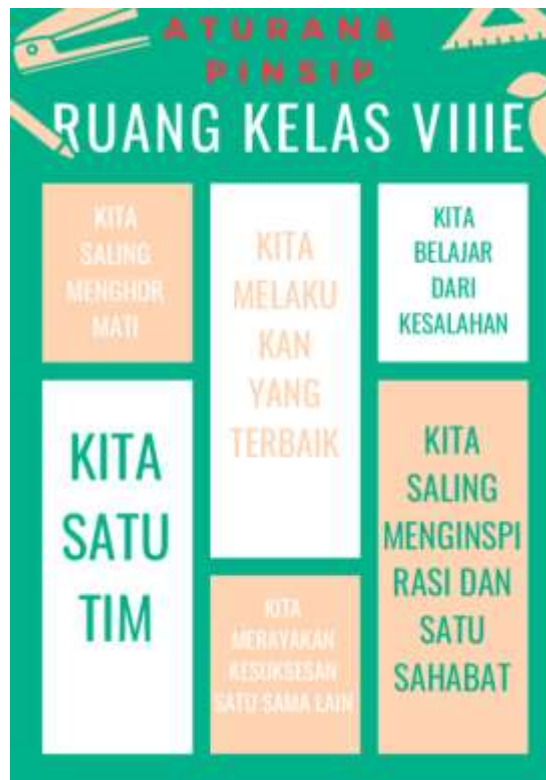 ATURAN&
PINSIP
RUANG KELAS VIIIE
KITA
SALING
MENGHOR
MATI
KITA
MELAKU
KAN
YANG
TERBAIK
KITA
BELAJAR
DARI
KESALAHAN
KITA
SATU
TIM
KITA
MERAYAKAN
KESUKSESAN
SATU SAMA LAIN
KITA
SALING
MENGINSPI
RASI DAN
SATU
SAHABAT